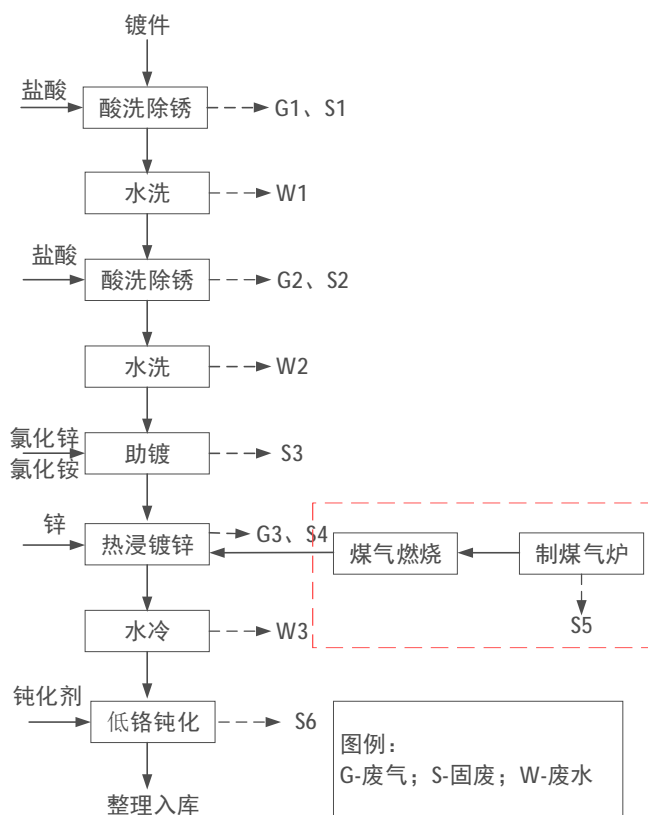 镀件
盐酸
酸洗除锈
G1、S1
水洗
W1
盐酸
酸洗除锈
G2、S2
水洗
W2
氯化锌
氯化铵
助镀
S3
锌
热浸镀锌
G3、S4
煤气燃烧
制煤气炉
S5
水冷
W3
钝化剂
低铬钝化
S6
图例：
G-废气；S-固废；W-废水
整理入库